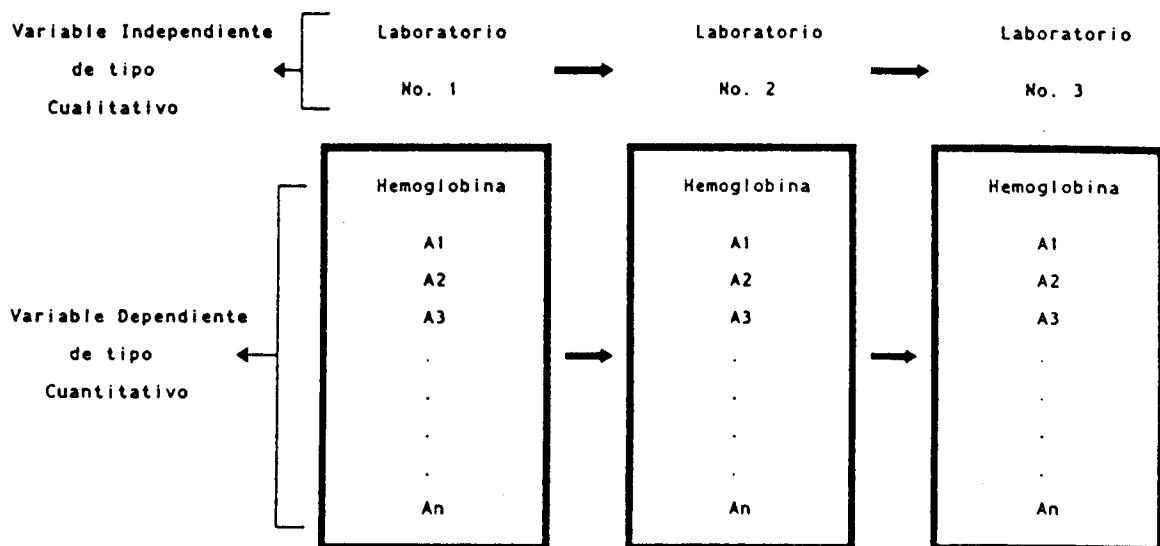 Variable Independiente
de tipo
Cualitativo
Laboratorio
No. 1
Laboratorio
No. 2
Laboratorio
No. 3
Variable Dependiente
de tipo
Cuantitativo
Hemoglobina
A1
A2
A3
.
.
.
.
An
Hemoglobina
A1
A2
A3
.
.
.
.
An
Hemoglobina
A1
A2
A3
.
.
.
.
An